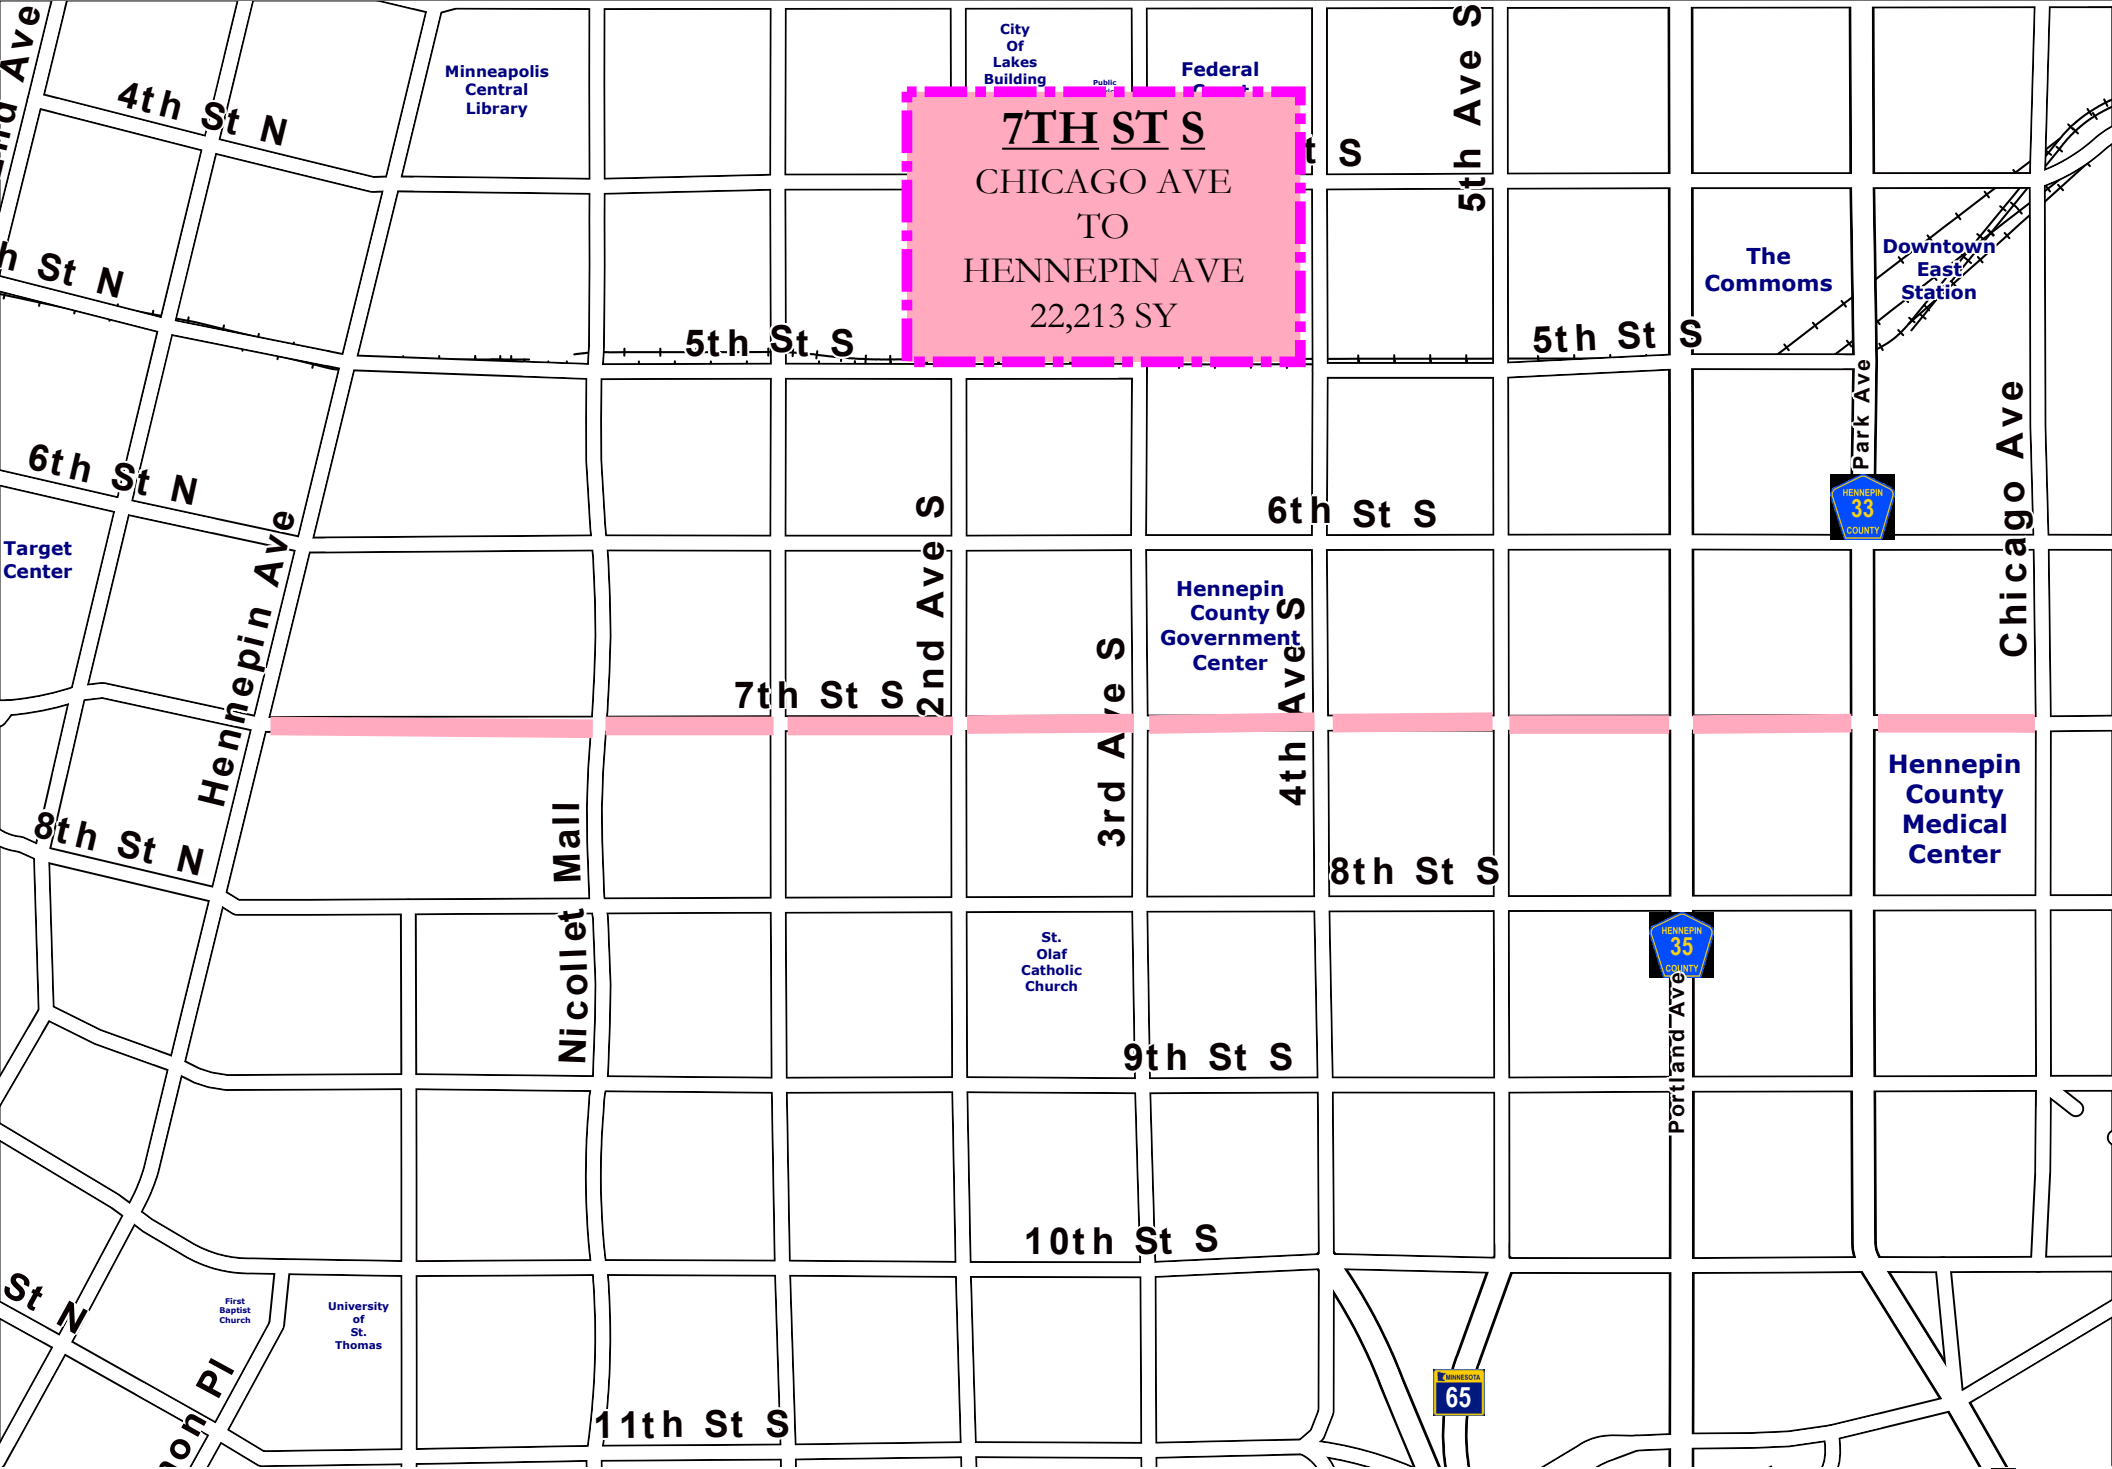 City
Of
Lakes
Building
Public
Federal
Minneapolis
Central
Library
5th Ave S
Ave
4th St N
7TH ST S
CHICAGO AVE
TO
HENNEPIN AVE
22,213 SY
t S
The
Commoms
Downtown
East
Station
h St N
5th St S
5th St S
Park Ave
HENNEPIN
33
COUNTY
Chicago Ave
6th St N
6th St S
2nd Ave S
Target
Center
Hennepin Ave
Hennepin
County
Government
Center
3rd Ave S
4th Ave S
7th St S
Hennepin
County
Medical
Center
8th St N
Nicollet Mall
8th St S
HENNEPIN
35
COUNTY
Portland Ave
St.
Olaf
Catholic
Church
9th St S
10th St S
St N
First
Baptist
Church
University
of
St.
Thomas
MINNESOTA
65
non Pl
11th St S